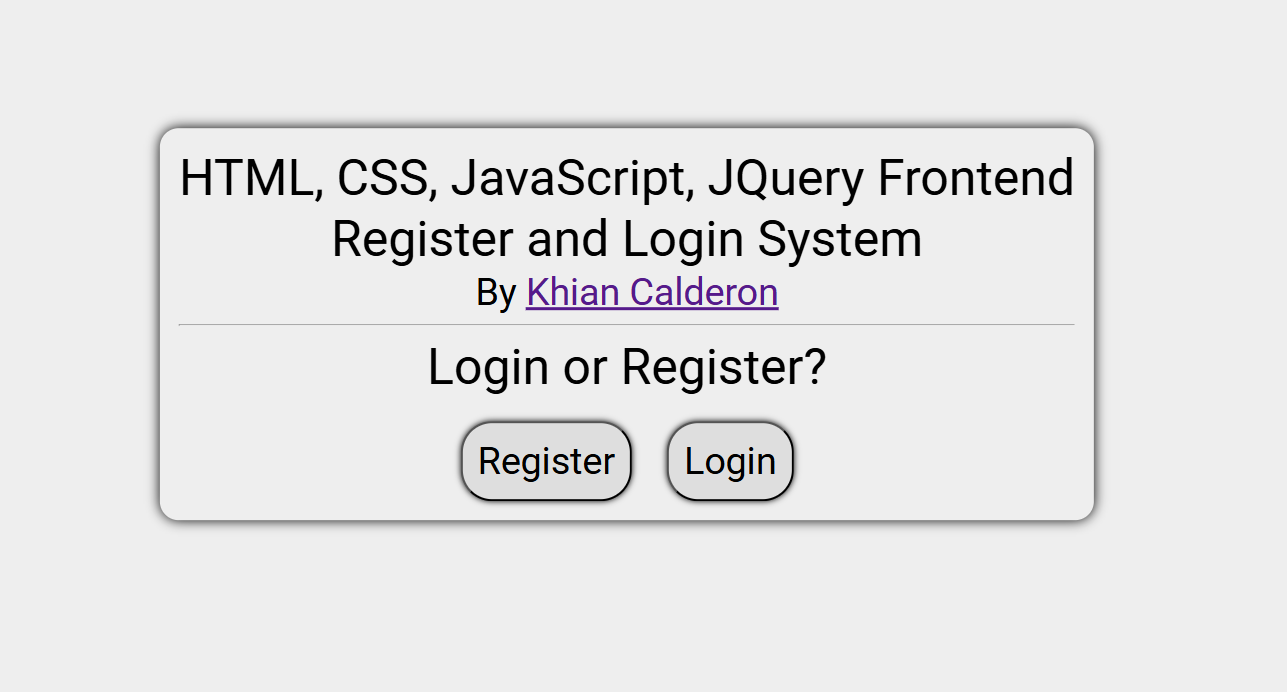 HTML, CSS, JavaScript, JQuery Frontend
Register and Login System
By Khian Calderon
Login or Register?
Register
Login